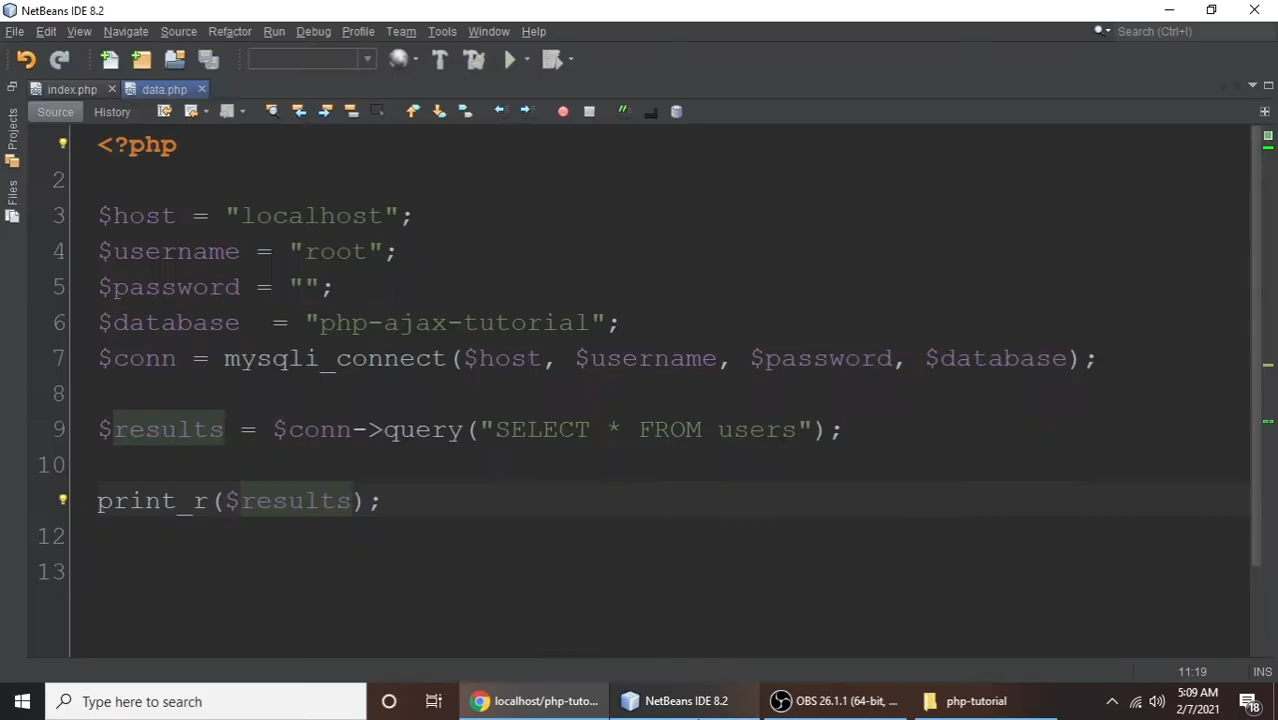 NetBeans IDE 8.2
File Edit View Navigate Source Refactor Run Debug Profile Team Tools Window Help
Search (Ctrl+I)
index.php data.php
Source History
Projects
Files
<?php
2
3 $host = "localhost";
4 $username = "root";
5 $password = "";
6 $database  = "php-ajax-tutorial";
7 $conn = mysqli_connect($host, $username, $password, $database);
8
9 $results = $conn->query("SELECT * FROM users");
10
print_r($results);
12
13
11:19 INS
Type here to search
localhost/php-tuto...
NetBeans IDE 8.2
OBS 26.1.1 (64-bit, ...
php-tutorial
5:09 AM
2/7/2021
18